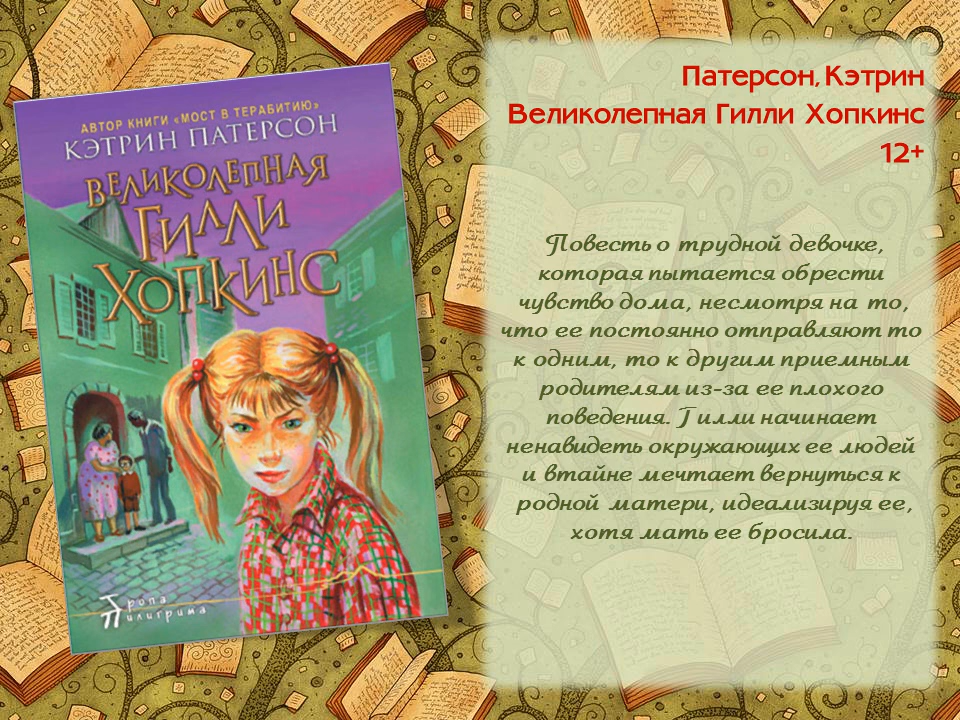 АВТОР КНИГИ «МОСТ В ТЕРАБИТИЮ»
КЭТРИН ПАТЕРСОН
ВЕЛИКОЛЕПНАЯ
ГИЛЛИ
ХОПКИНС
Тропа
Пилигрима
Патерсон, Кэтрин
Великолепная Гилли Хопкинс
12+
Повесть о трудной девочке,
которая пытается обрести
чувство дома, несмотря на то,
что ее постоянно отправляют то
к одним, то к другим приемным
родителям из-за ее плохого
поведения. Гилли начинает
ненавидеть окружающих ее людей
и втайне мечтает вернуться к
родной матери, идеализируя ее,
хотя мать ее бросила.